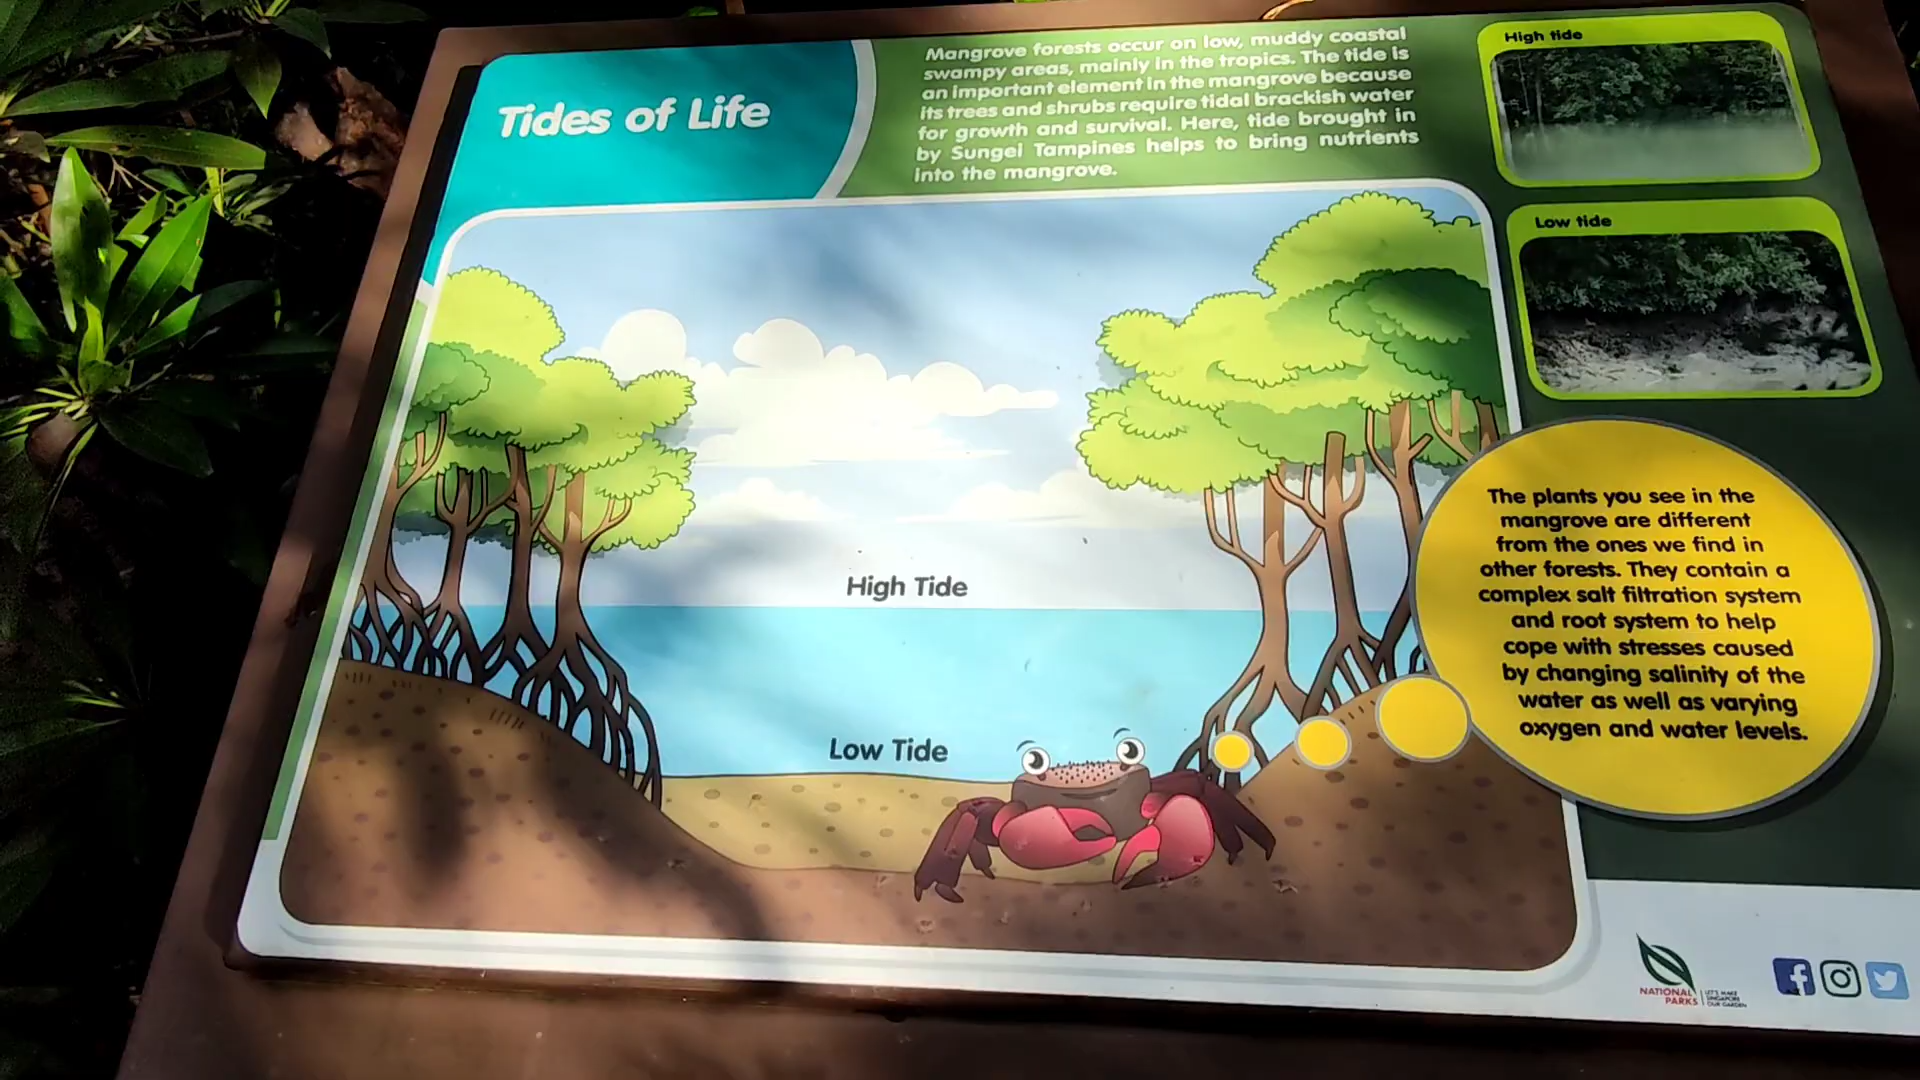 Tides of Life
Mangrove forests occur on low, muddy coastal
swampy areas, mainly in the tropics. The tide is
an important element in the mangrove because
its trees and shrubs require tidal brackish water
for growth and survival. Here, tide brought in
by Sungei Tampines helps to bring nutrients
into the mangrove.
High tide
Low tide
High Tide
Low Tide
The plants you see in the
mangrove are different
from the ones we find in
other forests. They contain a
complex salt filtration system
and root system to help
cope with stresses caused
by changing salinity of the
water as well as varying
oxygen and water levels.
NATIONAL
PARKS
LET'S MAKE
SINGAPORE
OUR GARDEN